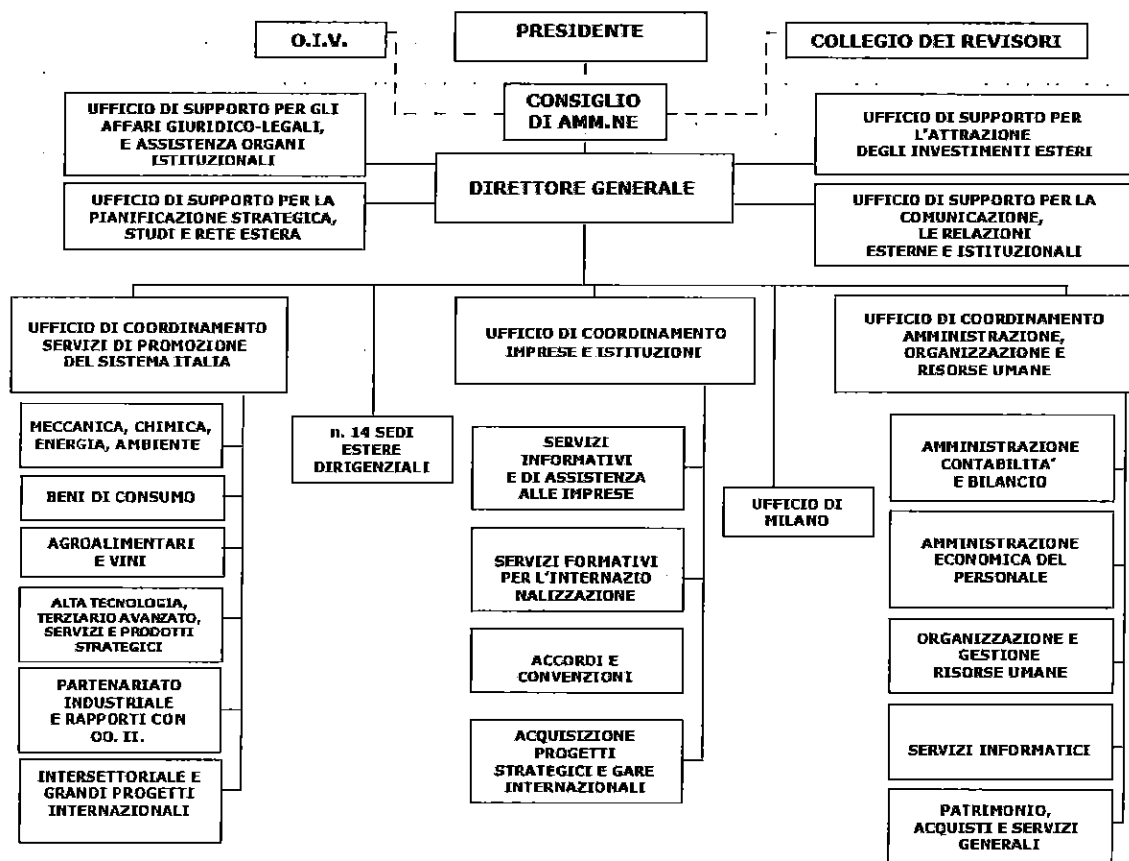 O.I.V.
PRESIDENTE
COLLEGIO DEI REVISORI
CONSIGLIO
DI AMM.NE
UFFICIO DI SUPPORTO PER GLI
AFFARI GIURIDICO-LEGALI,
E ASSISTENZA ORGANI
ISTITUZIONALI
UFFICIO DI SUPPORTO PER
L'ATTRAZIONE
DEGLI INVESTIMENTI ESTERI
DIRETTORE GENERALE
UFFICIO DI SUPPORTO PER LA
PIANIFICAZIONE STRATEGICA,
STUDI E RETE ESTERA
UFFICIO DI SUPPORTO PER LA
COMUNICAZIONE,
LE RELAZIONI
ESTERNE E ISTITUZIONALI
UFFICIO DI COORDINAMENTO
SERVIZI DI PROMOZIONE
DEL SISTEMA ITALIA
UFFICIO DI COORDINAMENTO
IMPRESE E ISTITUZIONI
UFFICIO DI COORDINAMENTO
AMMINISTRAZIONE,
ORGANIZZAZIONE E
RISORSE UMANE
MECCANICA, CHIMICA,
ENERGIA, AMBIENTE
BENI DI CONSUMO
AGROALIMENTARI
E VINI
ALTA TECNOLOGIA,
TERZIARIO AVANZATO,
SERVIZI E PRODOTTI
STRATEGICI
PARTENARIATO
INDUSTRIALE
E RAPPORTI CON
OO. II.
INTERSETTORIALE E
GRANDI PROGETTI
INTERNAZIONALI
n. 14 SEDI
ESTERE
DIRIGENZIALI
SERVIZI
INFORMATIVI
E DI ASSISTENZA
ALLE IMPRESE
SERVIZI FORMATIVI
PER L'INTERNAZIO
NALIZZAZIONE
ACCORDI E
CONVENZIONI
ACQUISIZIONE
PROGETTI
STRATEGICI E GARE
INTERNAZIONALI
UFFICIO DI
MILANO
AMMINISTRAZIONE
CONTABILITA'
E BILANCIO
AMMINISTRAZIONE
ECONOMICA DEL
PERSONALE
ORGANIZZAZIONE E
GESTIONE
RISORSE UMANE
SERVIZI INFORMATICI
PATRIMONIO,
ACQUISTI E SERVIZI
GENERALI